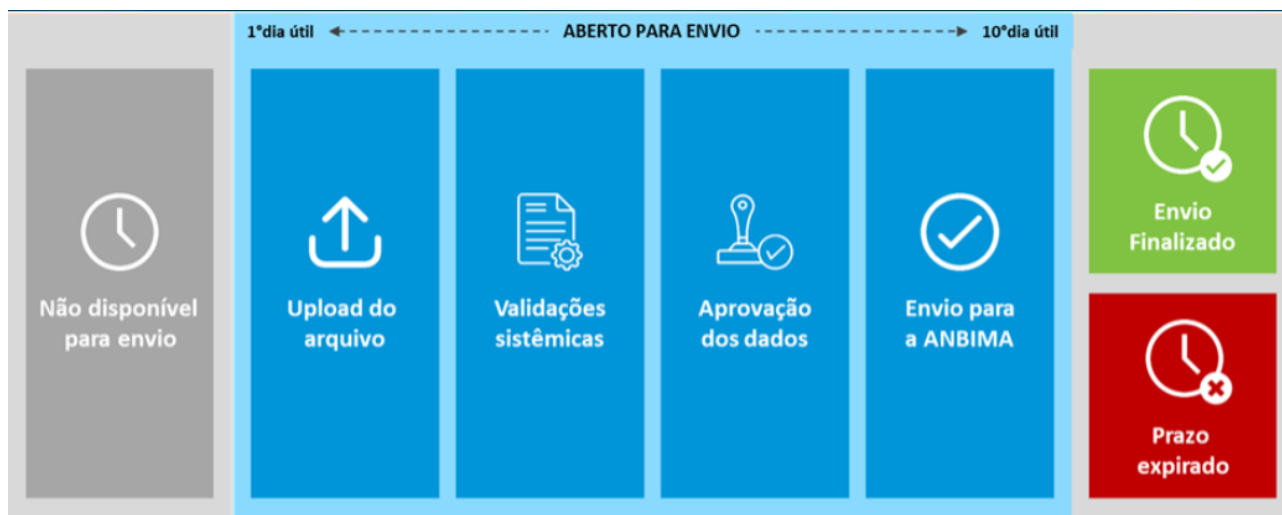 1°dia útil
ABERTO PARA ENVIO
10°dia útil
Não disponível
para envio
Upload do
arquivo
Validações
sistêmicas
Aprovação
dos dados
Envio para
a ANBIMA
Envio
Finalizado
Prazo
expirado